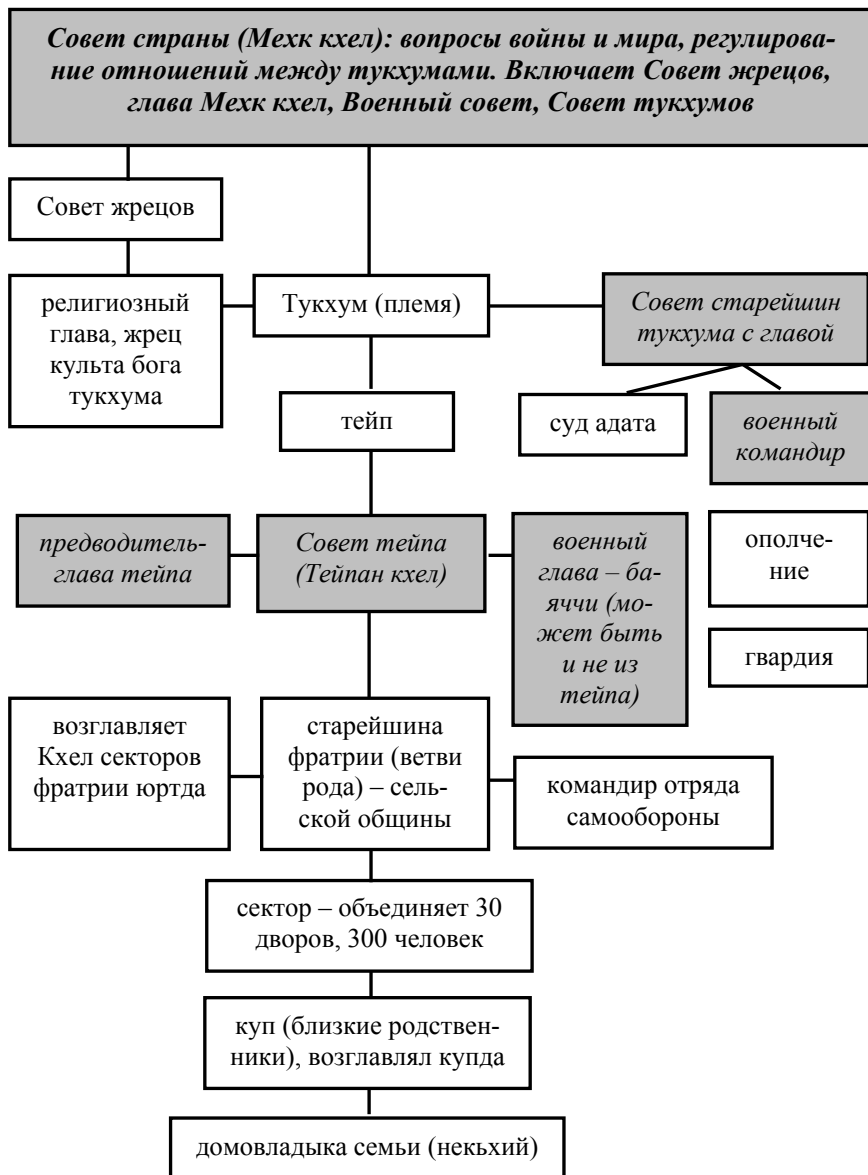 Совет страны (Мехк кхел): вопросы войны и мира, регулирова-
ние отношений между тукхумами. Включает Совет жрецов,
глава Мехк кхел, Военный совет, Совет тукхумов
Совет жрецов
религиозный
глава, жрец
культа бога
тукхума
Тукхум (племя)
Совет старейшин
тукхума с главой
тейп
суд адата
военный
командир
предводитель-
глава тейпа
Совет тейпа
(Тейпан кхел)
военный
глава – ба-
яччи (мо-
жет быть
и не из
тейпа)
ополче-
ние
гвардия
возглавляет
Кхел секторов
фратрии юртда
старейшина
фратрии (ветви
рода) – сель-
ской общины
командир отряда
самообороны
сектор – объединяет 30
дворов, 300 человек
куп (близкие родствен-
ники), возглавлял купда
домовладыка семьи (некьхий)